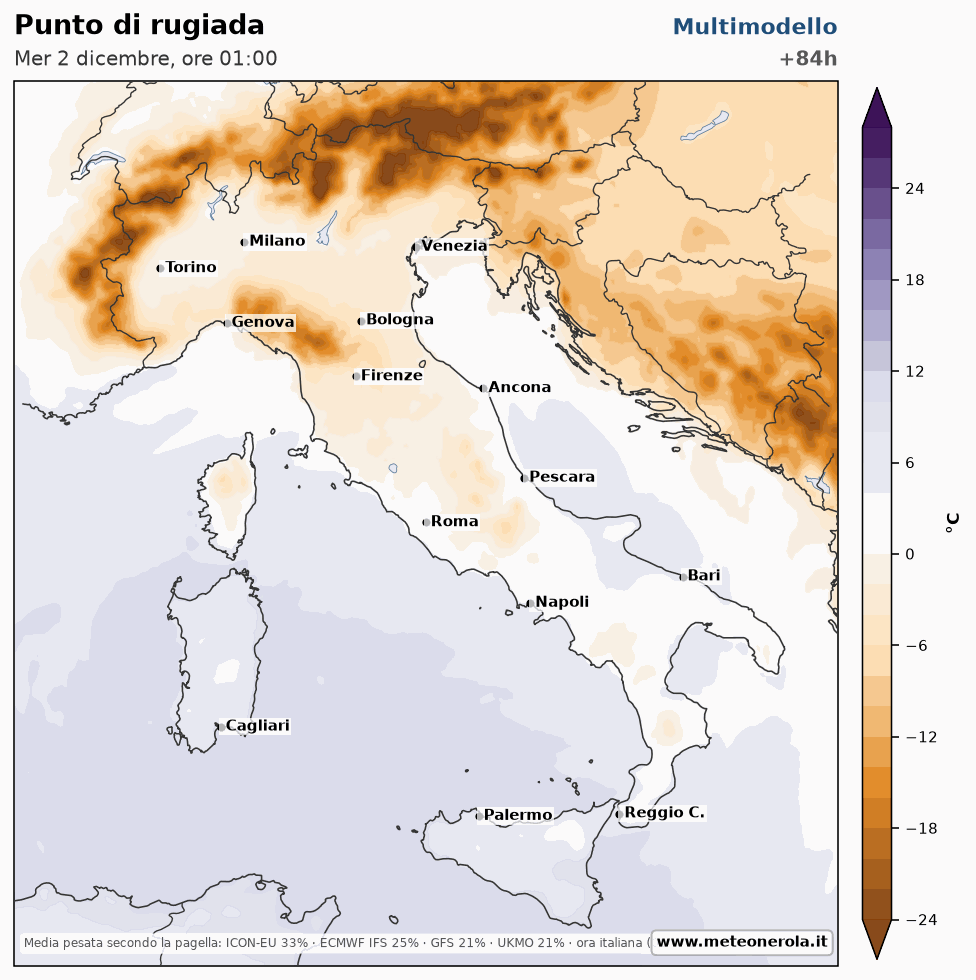 Punto di rugiada
Multimodello
Mer 2 dicembre, ore 01:00
+84h
Milano
Venezia
Torino
Genova
Bologna
Firenze
Ancona
Pescara
Roma
Bari
Napoli
Cagliari
Palermo
Reggio C.
24
18
12
6
0
−6
−12
−18
−24
°C
Media pesata secondo la pagella: ICON-EU 33% · ECMWF IFS 25% · GFS 21% · UKMO 21% · ora italiana (
www.meteonerola.it